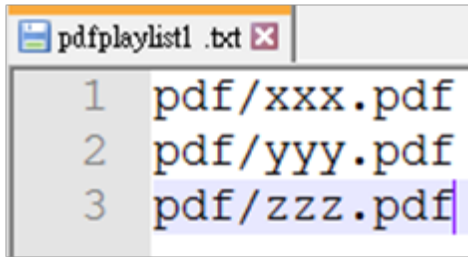 pdfplaylist1 .txt
1 pdf/xxx.pdf
2 pdf/yyy.pdf
3 pdf/zzz.pdf